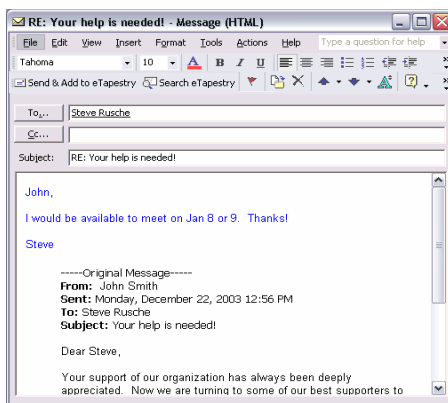 RE: Your help is needed! - Message (HTML)
File Edit View Insert Format Tools Actions Help Type a question for help
Tahoma 10 A B I U
Send & Add to eTapestry Search eTapestry
To... Steve Rusche
Cc...
Subject: RE: Your help is needed!
John,
I would be available to meet on Jan 8 or 9. Thanks!
Steve
-----Original Message-----
From: John Smith
Sent: Monday, December 22, 2003 12:56 PM
To: Steve Rusche
Subject: Your help is needed!
Dear Steve,
Your support of our organization has always been deeply
appreciated. Now we are turning to some of our best supporters to